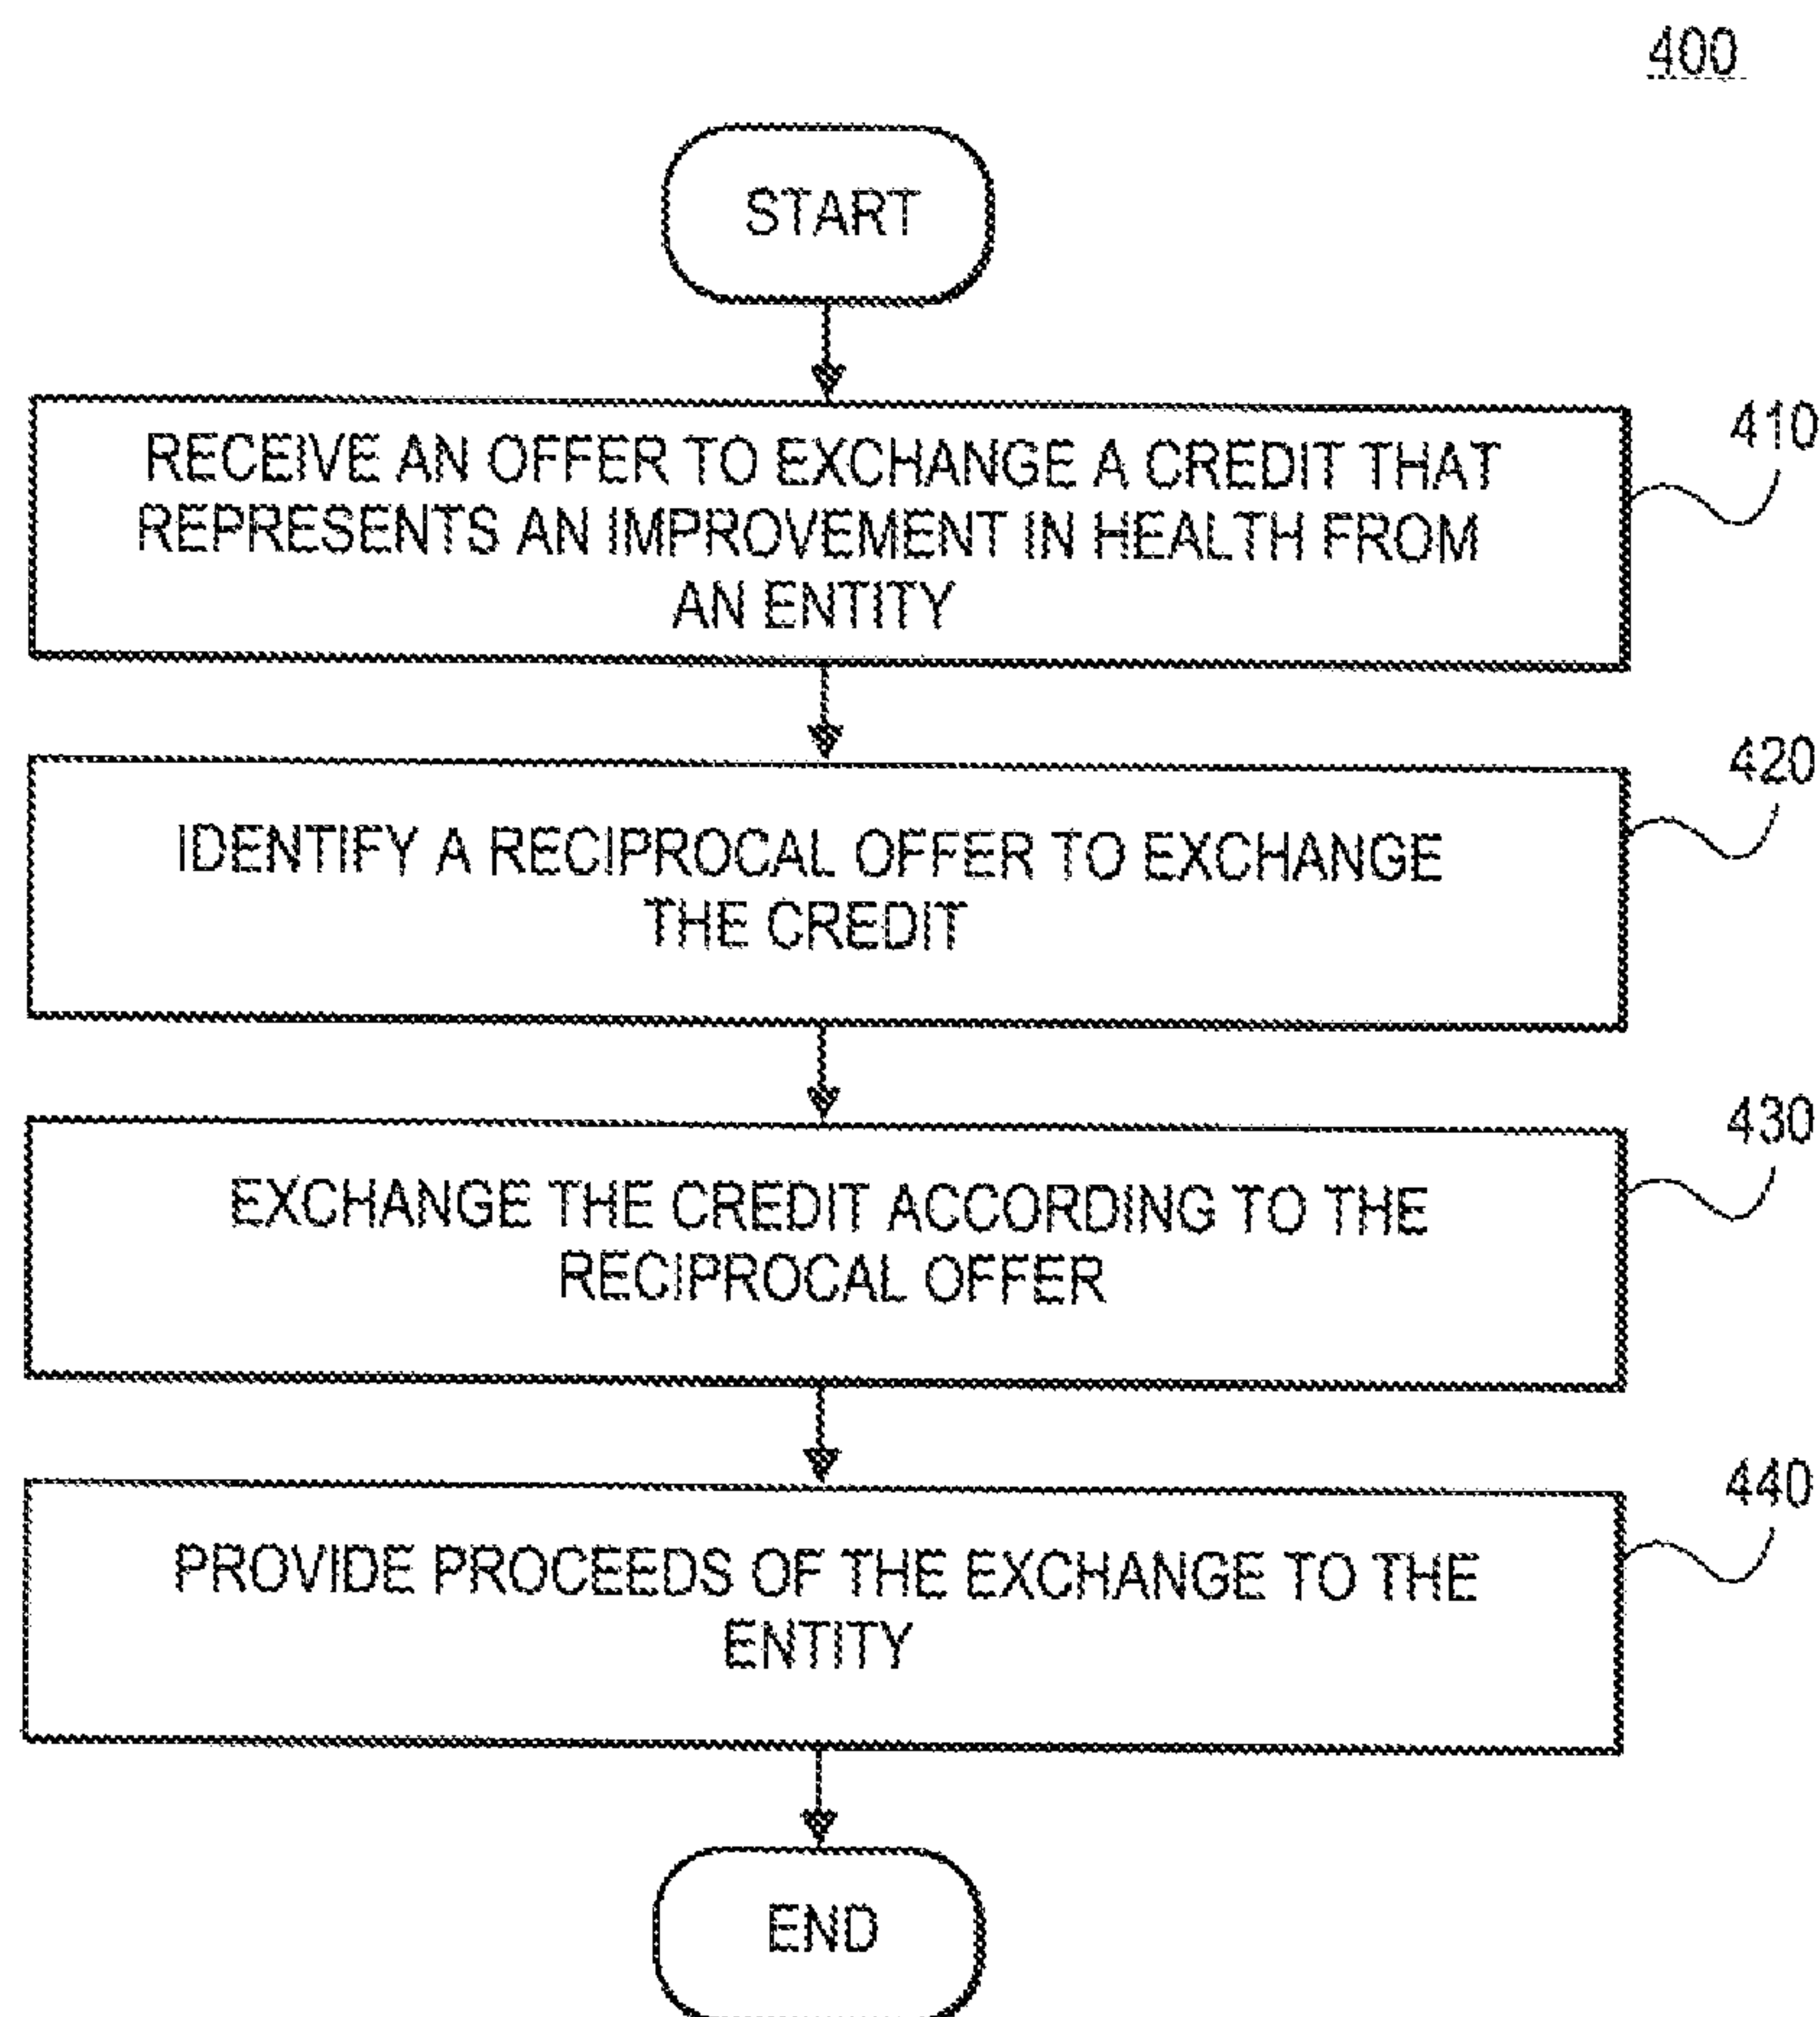 400
START
RECEIVE AN OFFER TO EXCHANGE A CREDIT THAT
REPRESENTS AN IMPROVEMENT IN HEALTH FROM
AN ENTITY
410
IDENTIFY A RECIPROCAL OFFER TO EXCHANGE
THE CREDIT
420
EXCHANGE THE CREDIT ACCORDING TO THE
RECIPROCAL OFFER
430
PROVIDE PROCEEDS OF THE EXCHANGE TO THE
ENTITY
440
END